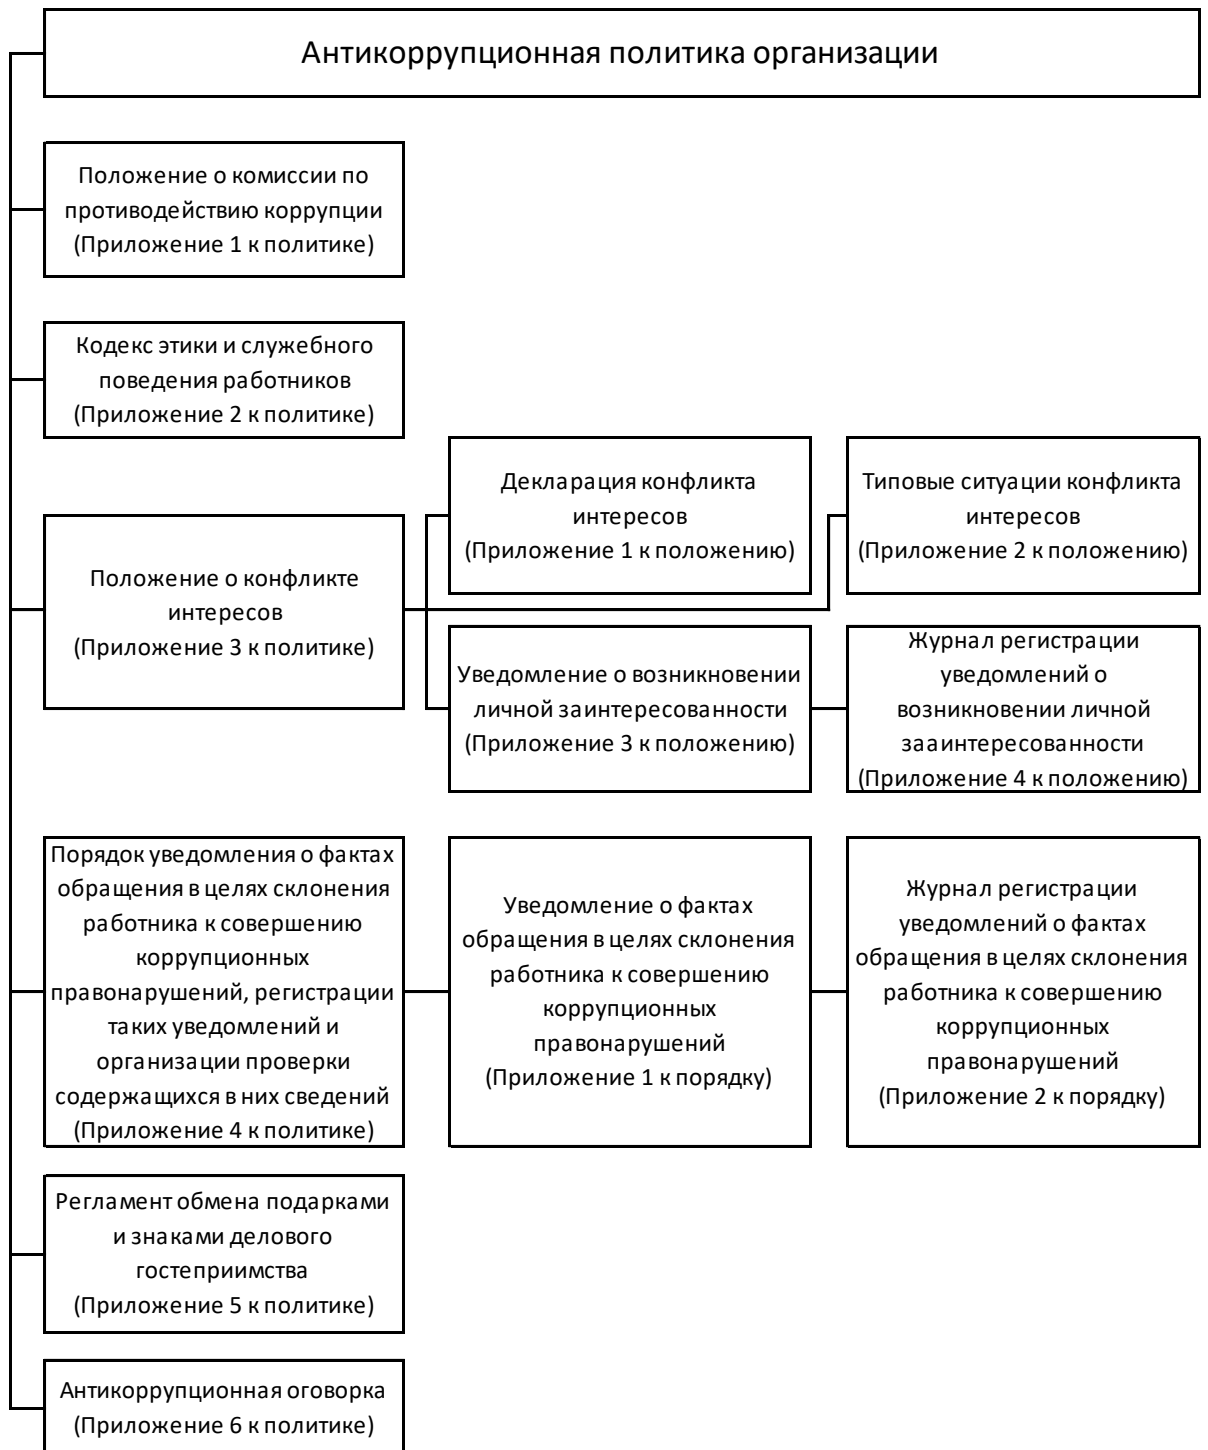 Антикоррупционная политика организации
Положение о комиссии по
противодействию коррупции
(Приложение 1 к политике)
Кодекс этики и служебного
поведения работников
(Приложение 2 к политике)
Положение о конфликте
интересов
(Приложение 3 к политике)
Декларация конфликта
интересов
(Приложение 1 к положению)
Типовые ситуации конфликта
интересов
(Приложение 2 к положению)
Уведомление о возникновении
личной заинтересованности
(Приложение 3 к положению)
Журнал регистрации
уведомлений о
возникновении личной
зааинтересованности
(Приложение 4 к положению)
Порядок уведомления о фактах
обращения в целях склонения
работника к совершению
коррупционных
правонарушений, регистрации
таких уведомлений и
организации проверки
содержащихся в них сведений
(Приложение 4 к политике)
Уведомление о фактах
обращения в целях склонения
работника к совершению
коррупционных
правонарушений
(Приложение 1 к порядку)
Журнал регистрации
уведомлений о фактах
обращения в целях склонения
работника к совершению
коррупционных
правонарушений
(Приложение 2 к порядку)
Регламент обмена подарками
и знаками делового
гостеприимства
(Приложение 5 к политике)
Антикоррупционная оговорка
(Приложение 6 к политике)